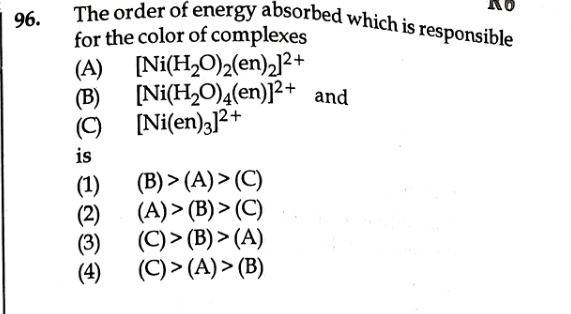 96. The order of energy absorbed which is responsible
for the color of complexes
(A) [Ni(H₂O)₂(en)₂]²⁺
(B) [Ni(H₂O)₄(en)]²⁺ and
(C) [Ni(en)₃]²⁺
is
(1) (B) > (A) > (C)
(2) (A) > (B) > (C)
(3) (C) > (B) > (A)
(4) (C) > (A) > (B)